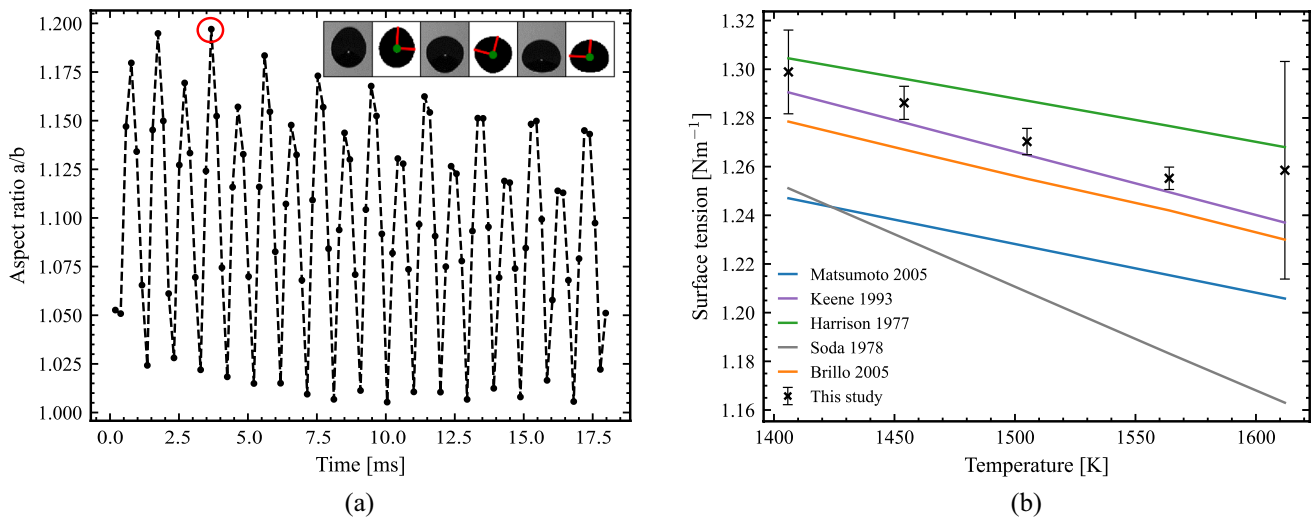 1.200
1.175
1.150
1.125
1.100
1.075
1.050
1.025
1.000
Aspect ratio a/b
0.0 2.5 5.0 7.5 10.0 12.5 15.0 17.5
Time [ms]
(a)
1.32
1.30
1.28
1.26
1.24
1.22
1.20
1.18
1.16
Surface tension [Nm⁻¹]
Matsumoto 2005
Keene 1993
Harrison 1977
Soda 1978
Brillo 2005
This study
1400 1450 1500 1550 1600
Temperature [K]
(b)